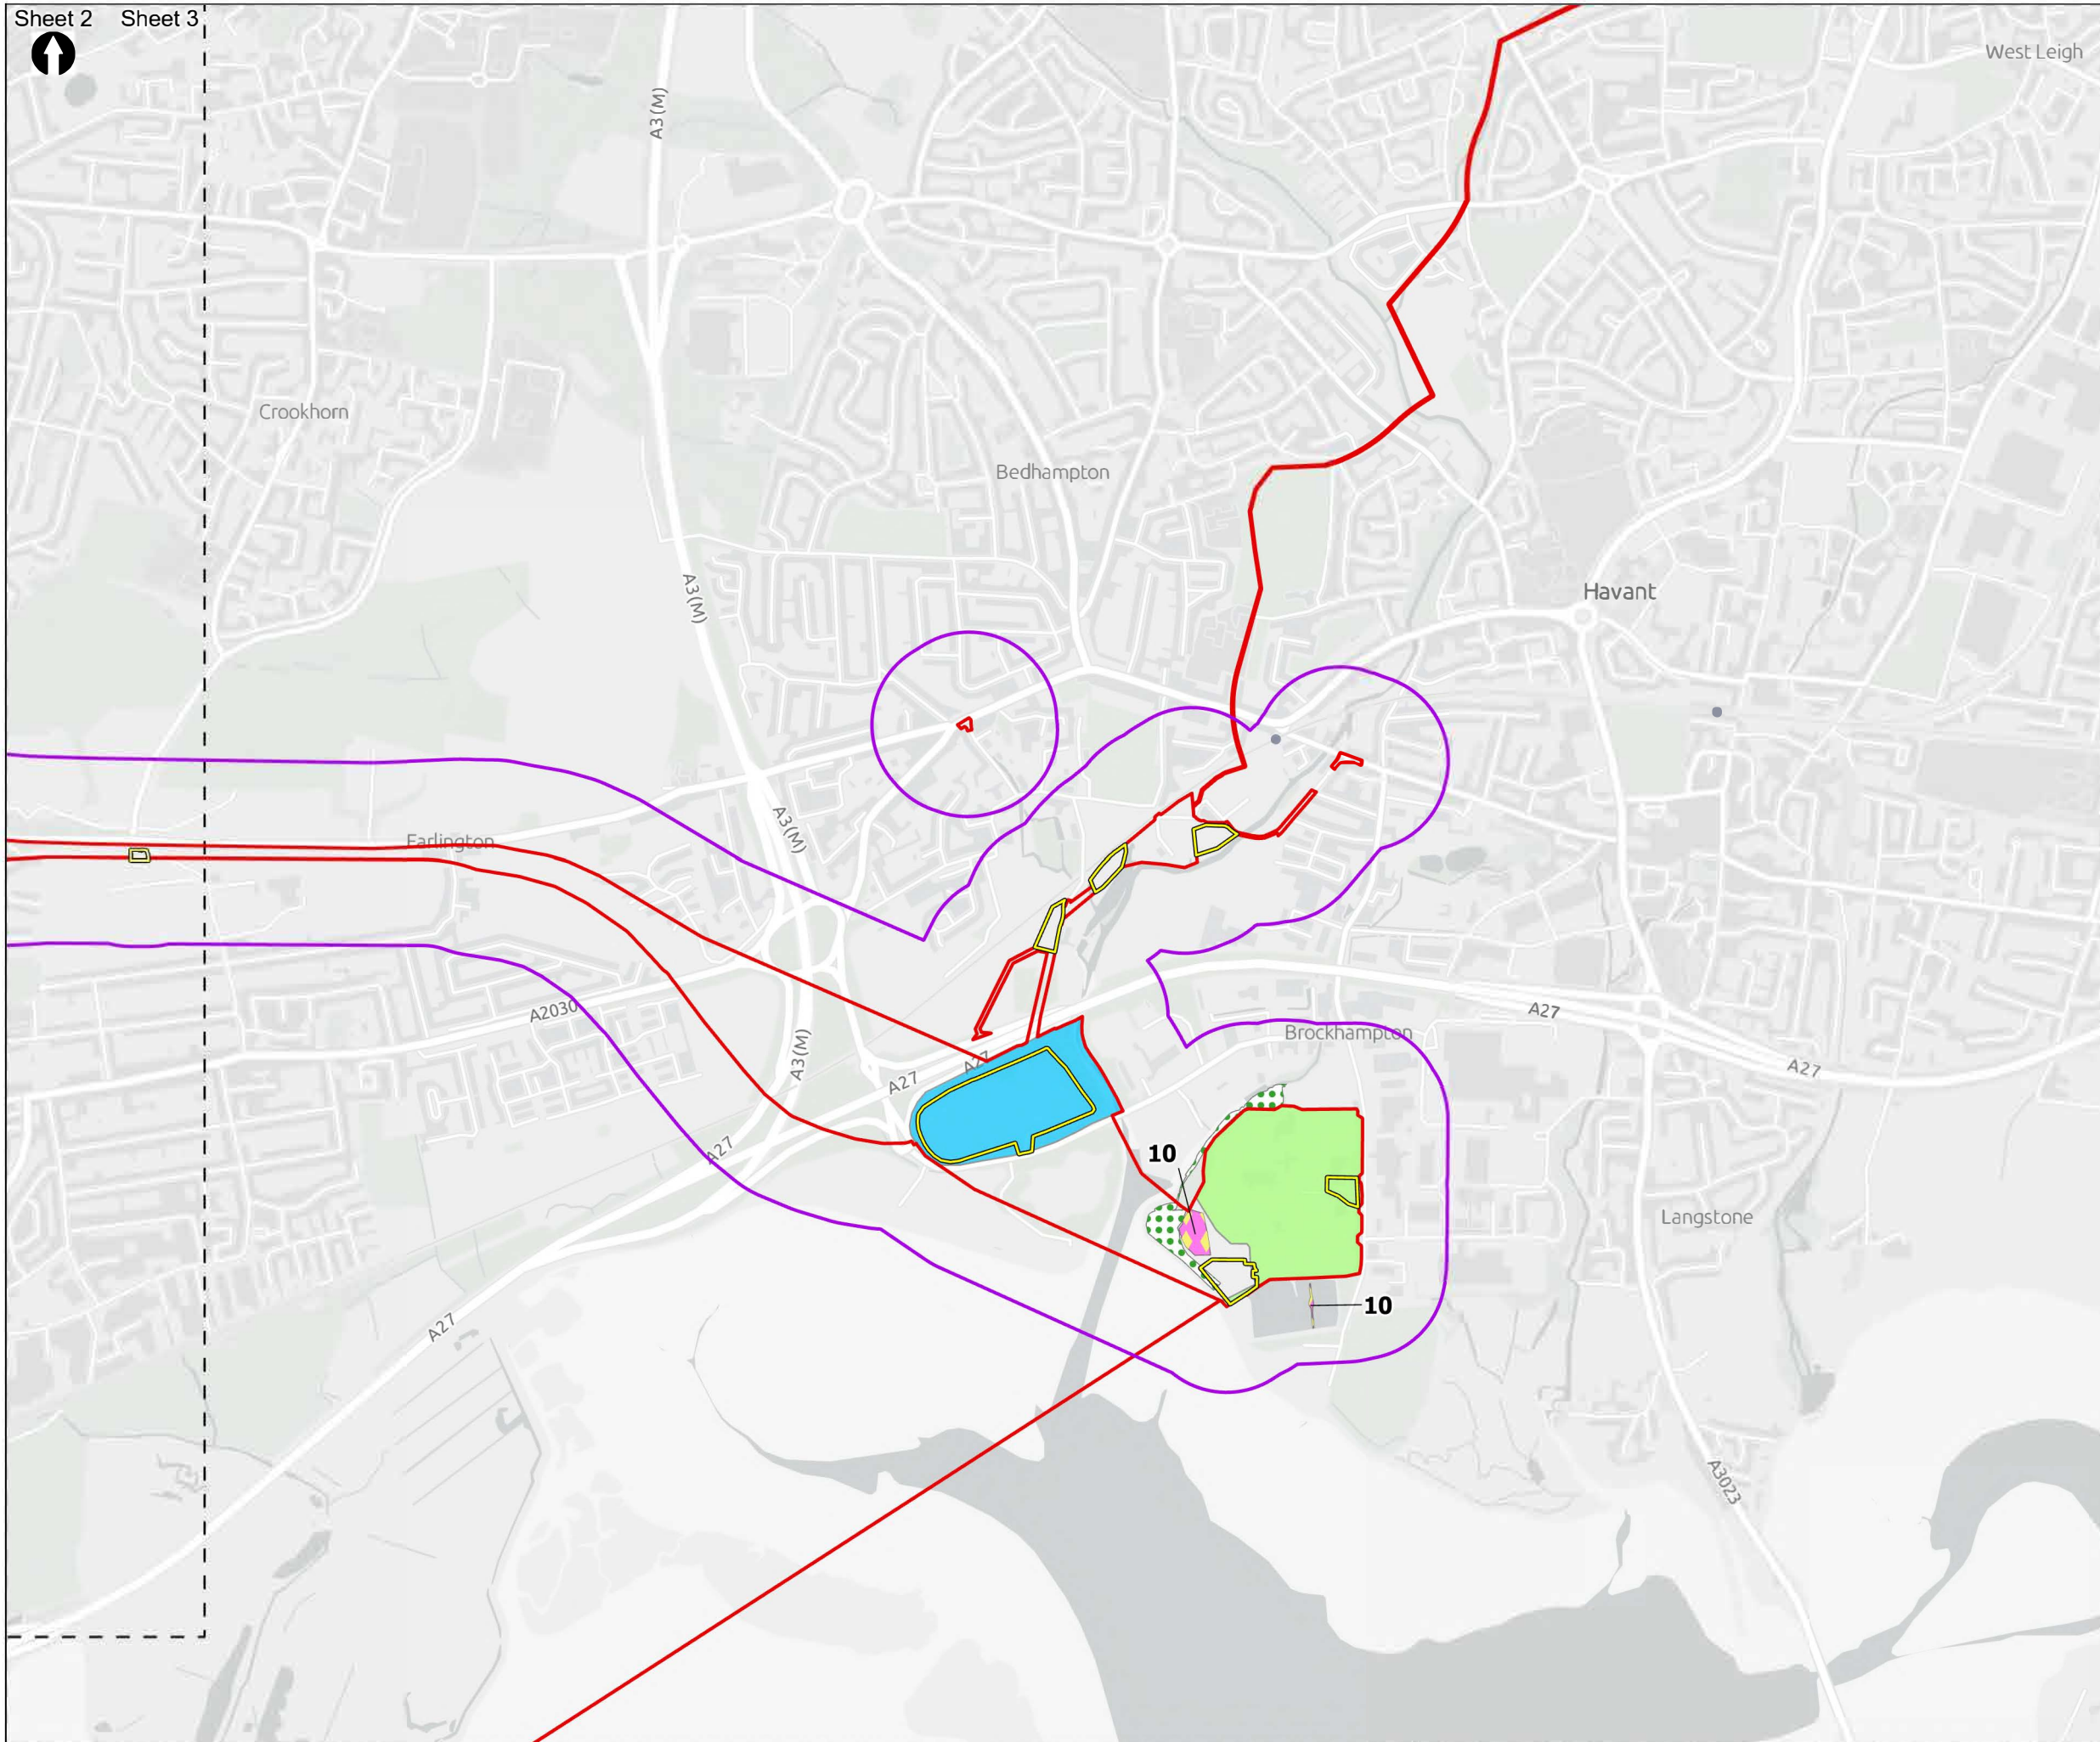 Sheet 2 Sheet 3
West Leigh
A3(M)
Crookhorn
Bedhampton
A3(M)
Havant
A3(M)
Farlington
A2030
A27
Brockhampton
A3(M)
A27
A27
A27
A27
10
Langstone
10
A27
A3023